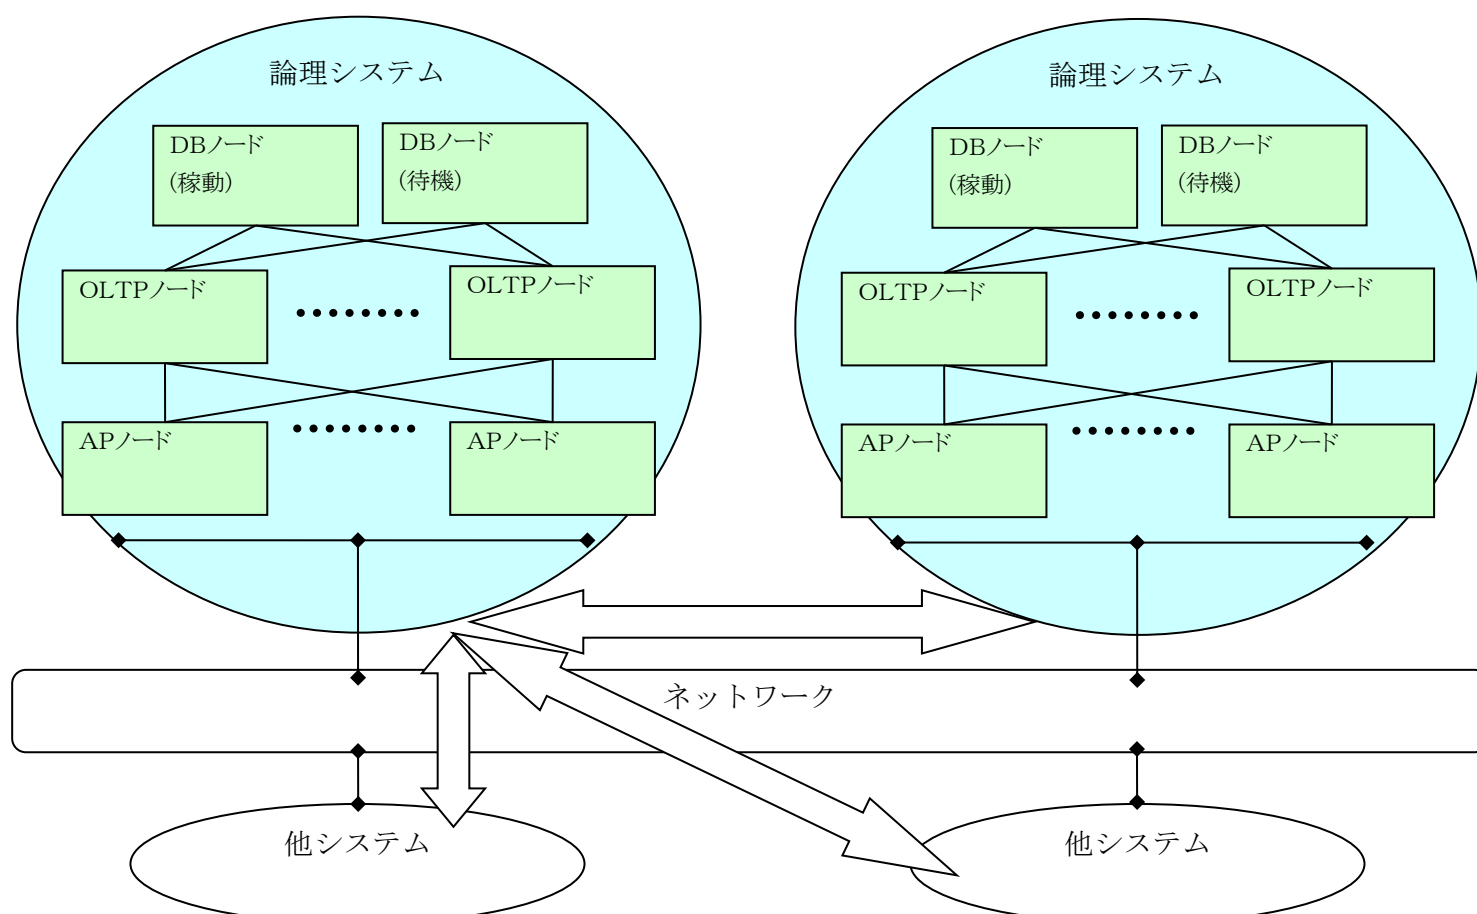 論理システム
DBノード
(稼動)
DBノード
(待機)
OLTPノード
OLTPノード
APノード
APノード
論理システム
DBノード
(稼動)
DBノード
(待機)
OLTPノード
OLTPノード
APノード
APノード
ネットワーク
他システム
他システム